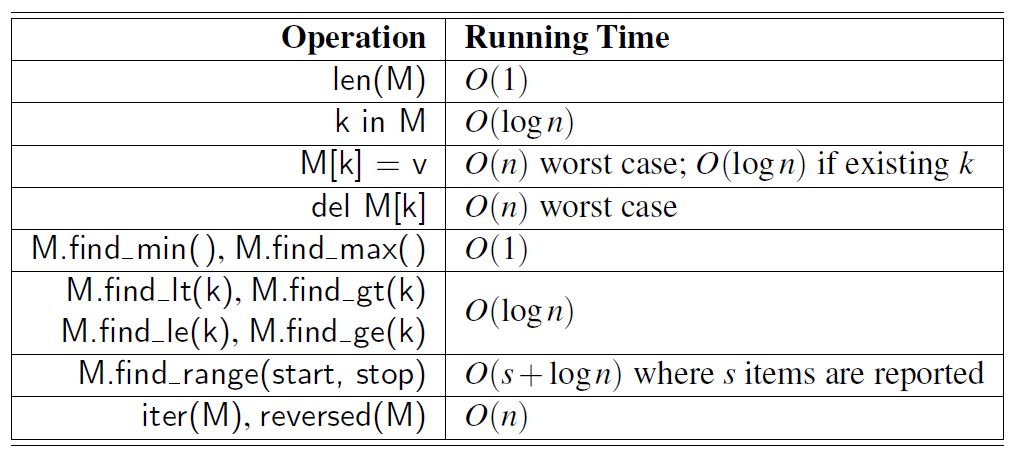 Operation Running Time
len(M) O(1)
k in M O(log n)
M[k] = v O(n) worst case; O(log n) if existing k
del M[k] O(n) worst case
M.find_min(), M.find_max() O(1)
M.find_lt(k), M.find_gt(k)
M.find_le(k), M.find_ge(k) O(log n)
M.find_range(start, stop) O(s + log n) where s items are reported
iter(M), reversed(M) O(n)